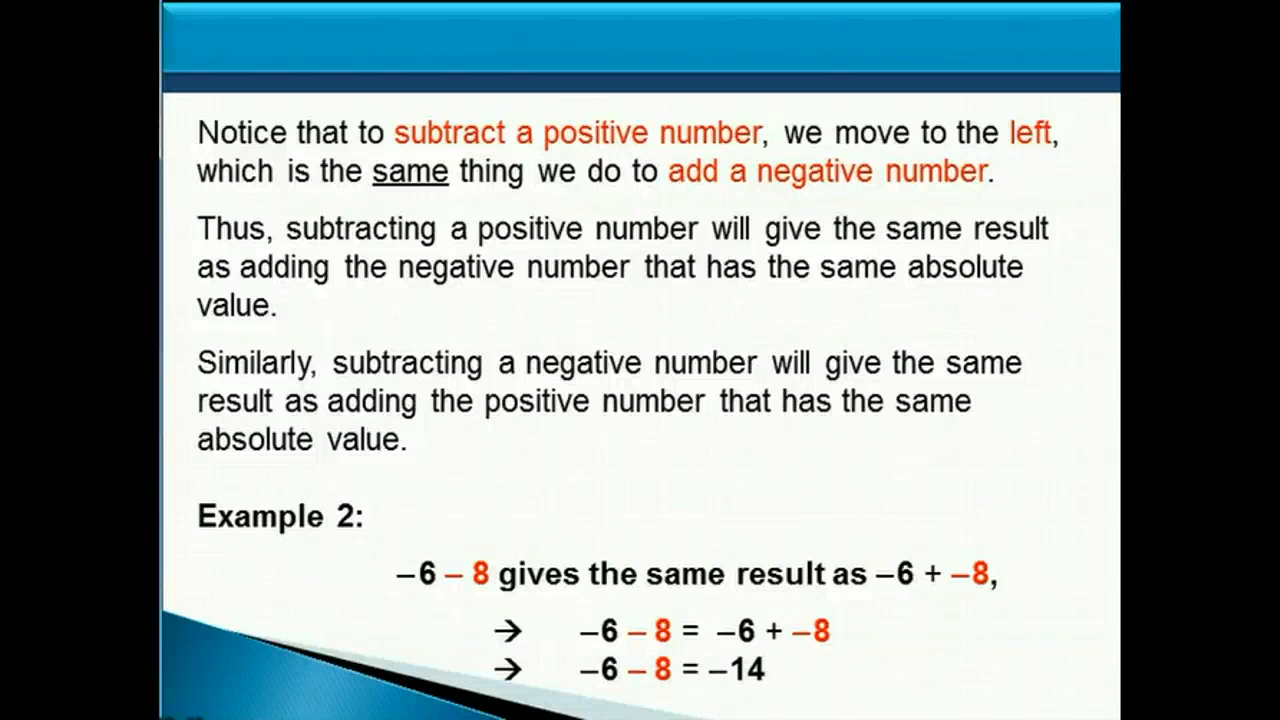 Notice that to subtract a positive number, we move to the left,
which is the same thing we do to add a negative number.
Thus, subtracting a positive number will give the same result
as adding the negative number that has the same absolute
value.
Similarly, subtracting a negative number will give the same
result as adding the positive number that has the same
absolute value.
Example 2:
–6 – 8 gives the same result as –6 + –8,
→ –6 – 8 = –6 + –8
→ –6 – 8 = –14